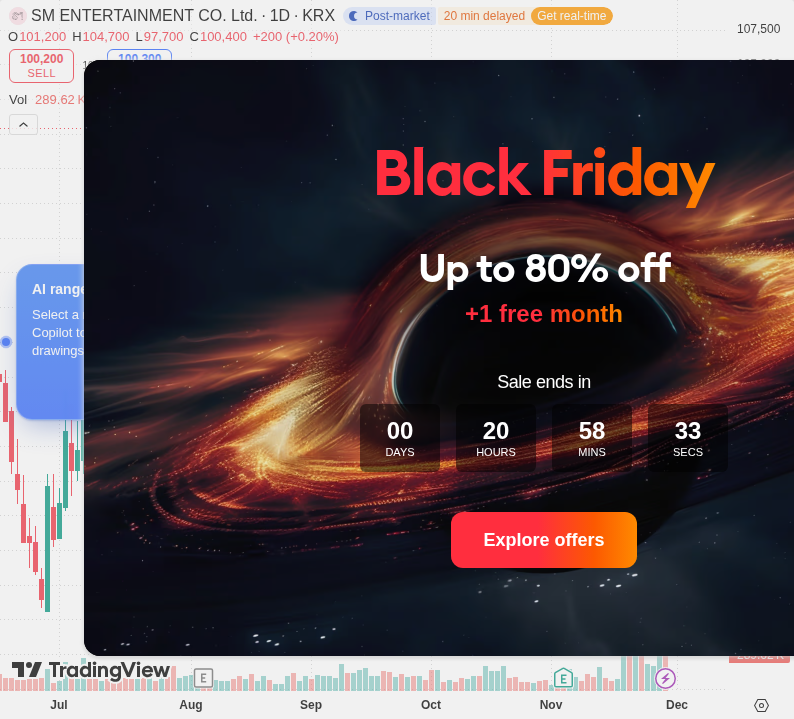 SM ENTERTAINMENT CO. Ltd. · 1D · KRX Post-market 20 min delayed Get real-time
O101,200 H104,700 L97,700 C100,400 +200 (+0.20%)
107,500
100,200
SELL
100,300
Vol 289.62 K
Black Friday
Up to 80% off
+1 free month
AI range
Select a
Copilot to
drawings
Sale ends in
00 20 58 33
DAYS HOURS MINS SECS
Explore offers
TradingView
E
E
Jul Aug Sep Oct Nov Dec